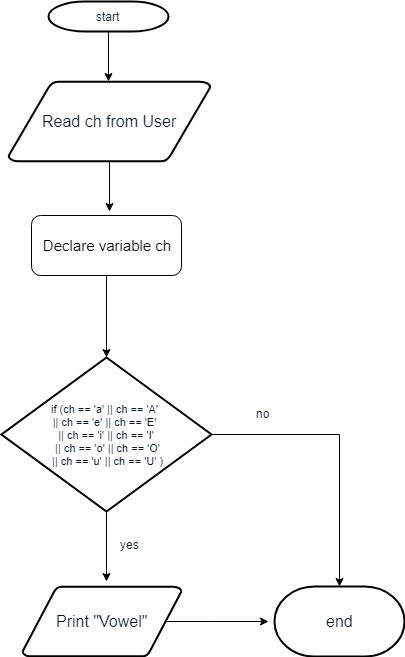 start
Read ch from User
Declare variable ch
if (ch == 'a' || ch == 'A'
|| ch == 'e' || ch == 'E'
|| ch == 'i' || ch == 'I'
|| ch == 'o' || ch == 'O'
|| ch == 'u' || ch == 'U' )
no
yes
Print "Vowel"
end